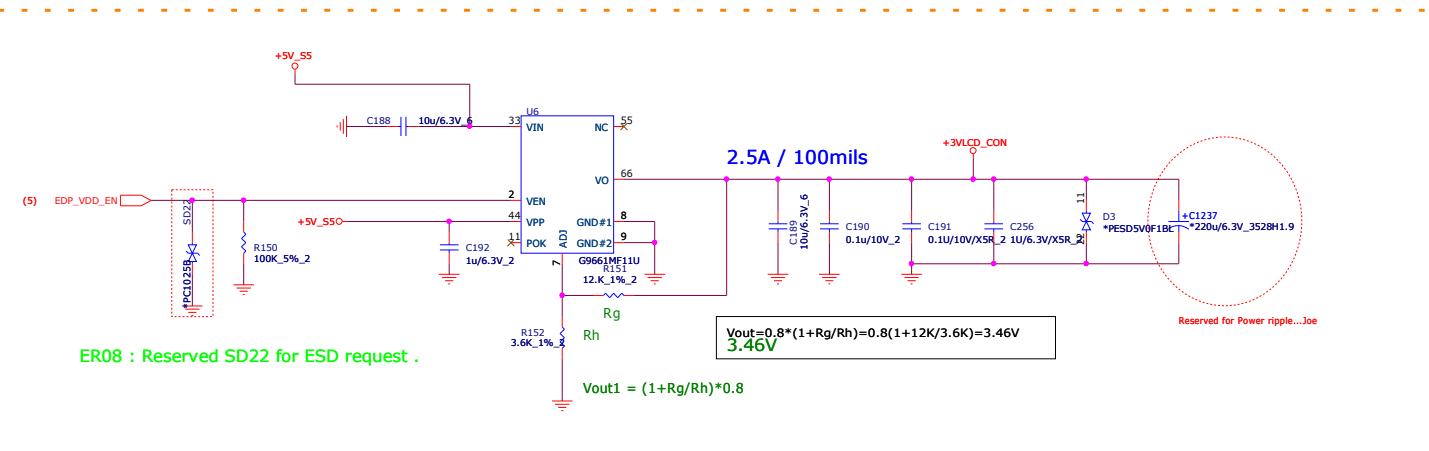 +5V_S5
U6
C188
10u/6.3V_6
33
VIN
NC
55
2.5A / 100mils
+3VLCD_CON
VO
66
(5)
EDP_VDD_EN
SD22
2
VEN
+5V_S5
44
VPP
GND#1
8
11
POK
ADJ
GND#2
9
R150
100K_5%_2
C192
1u/6.3V_2
*PC1025B
7
G9661MF11U
R151
12.K_1%_2
Rg
C189
10u/6.3V_6
C190
0.1u/10V_2
C191
0.1U/10V/X5R_2
C256
1U/6.3V/X5R_2
11
22
D3
*PESD5V0F1BL
+C1237
*220u/6.3V_3528H1.9
Reserved for Power ripple...Joe
R152
3.6K_1%_2
Rh
Vout=0.8*(1+Rg/Rh)=0.8(1+12K/3.6K)=3.46V
3.46V
ER08 : Reserved SD22 for ESD request .
Vout1 = (1+Rg/Rh)*0.8